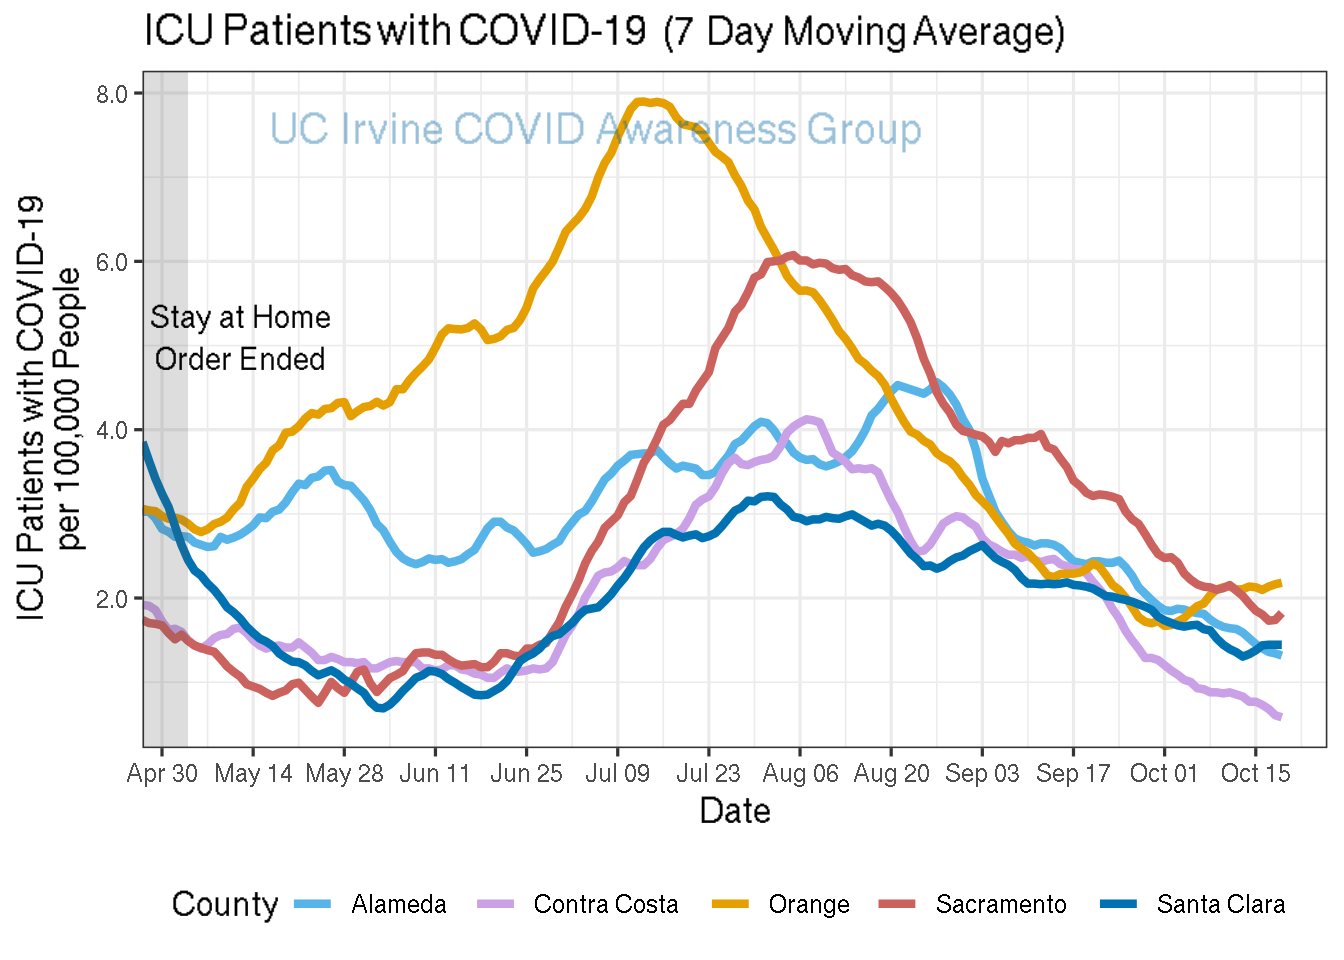 ICU Patients with COVID-19 (7 Day Moving Average)
UC Irvine COVID Awareness Group
ICU Patients with COVID-19
per 100,000 People
8.0
6.0
4.0
2.0
Stay at Home
Order Ended
Apr 30 May 14 May 28 Jun 11 Jun 25 Jul 09 Jul 23 Aug 06 Aug 20 Sep 03 Sep 17 Oct 01 Oct 15
Date
County Alameda Contra Costa Orange Sacramento Santa Clara